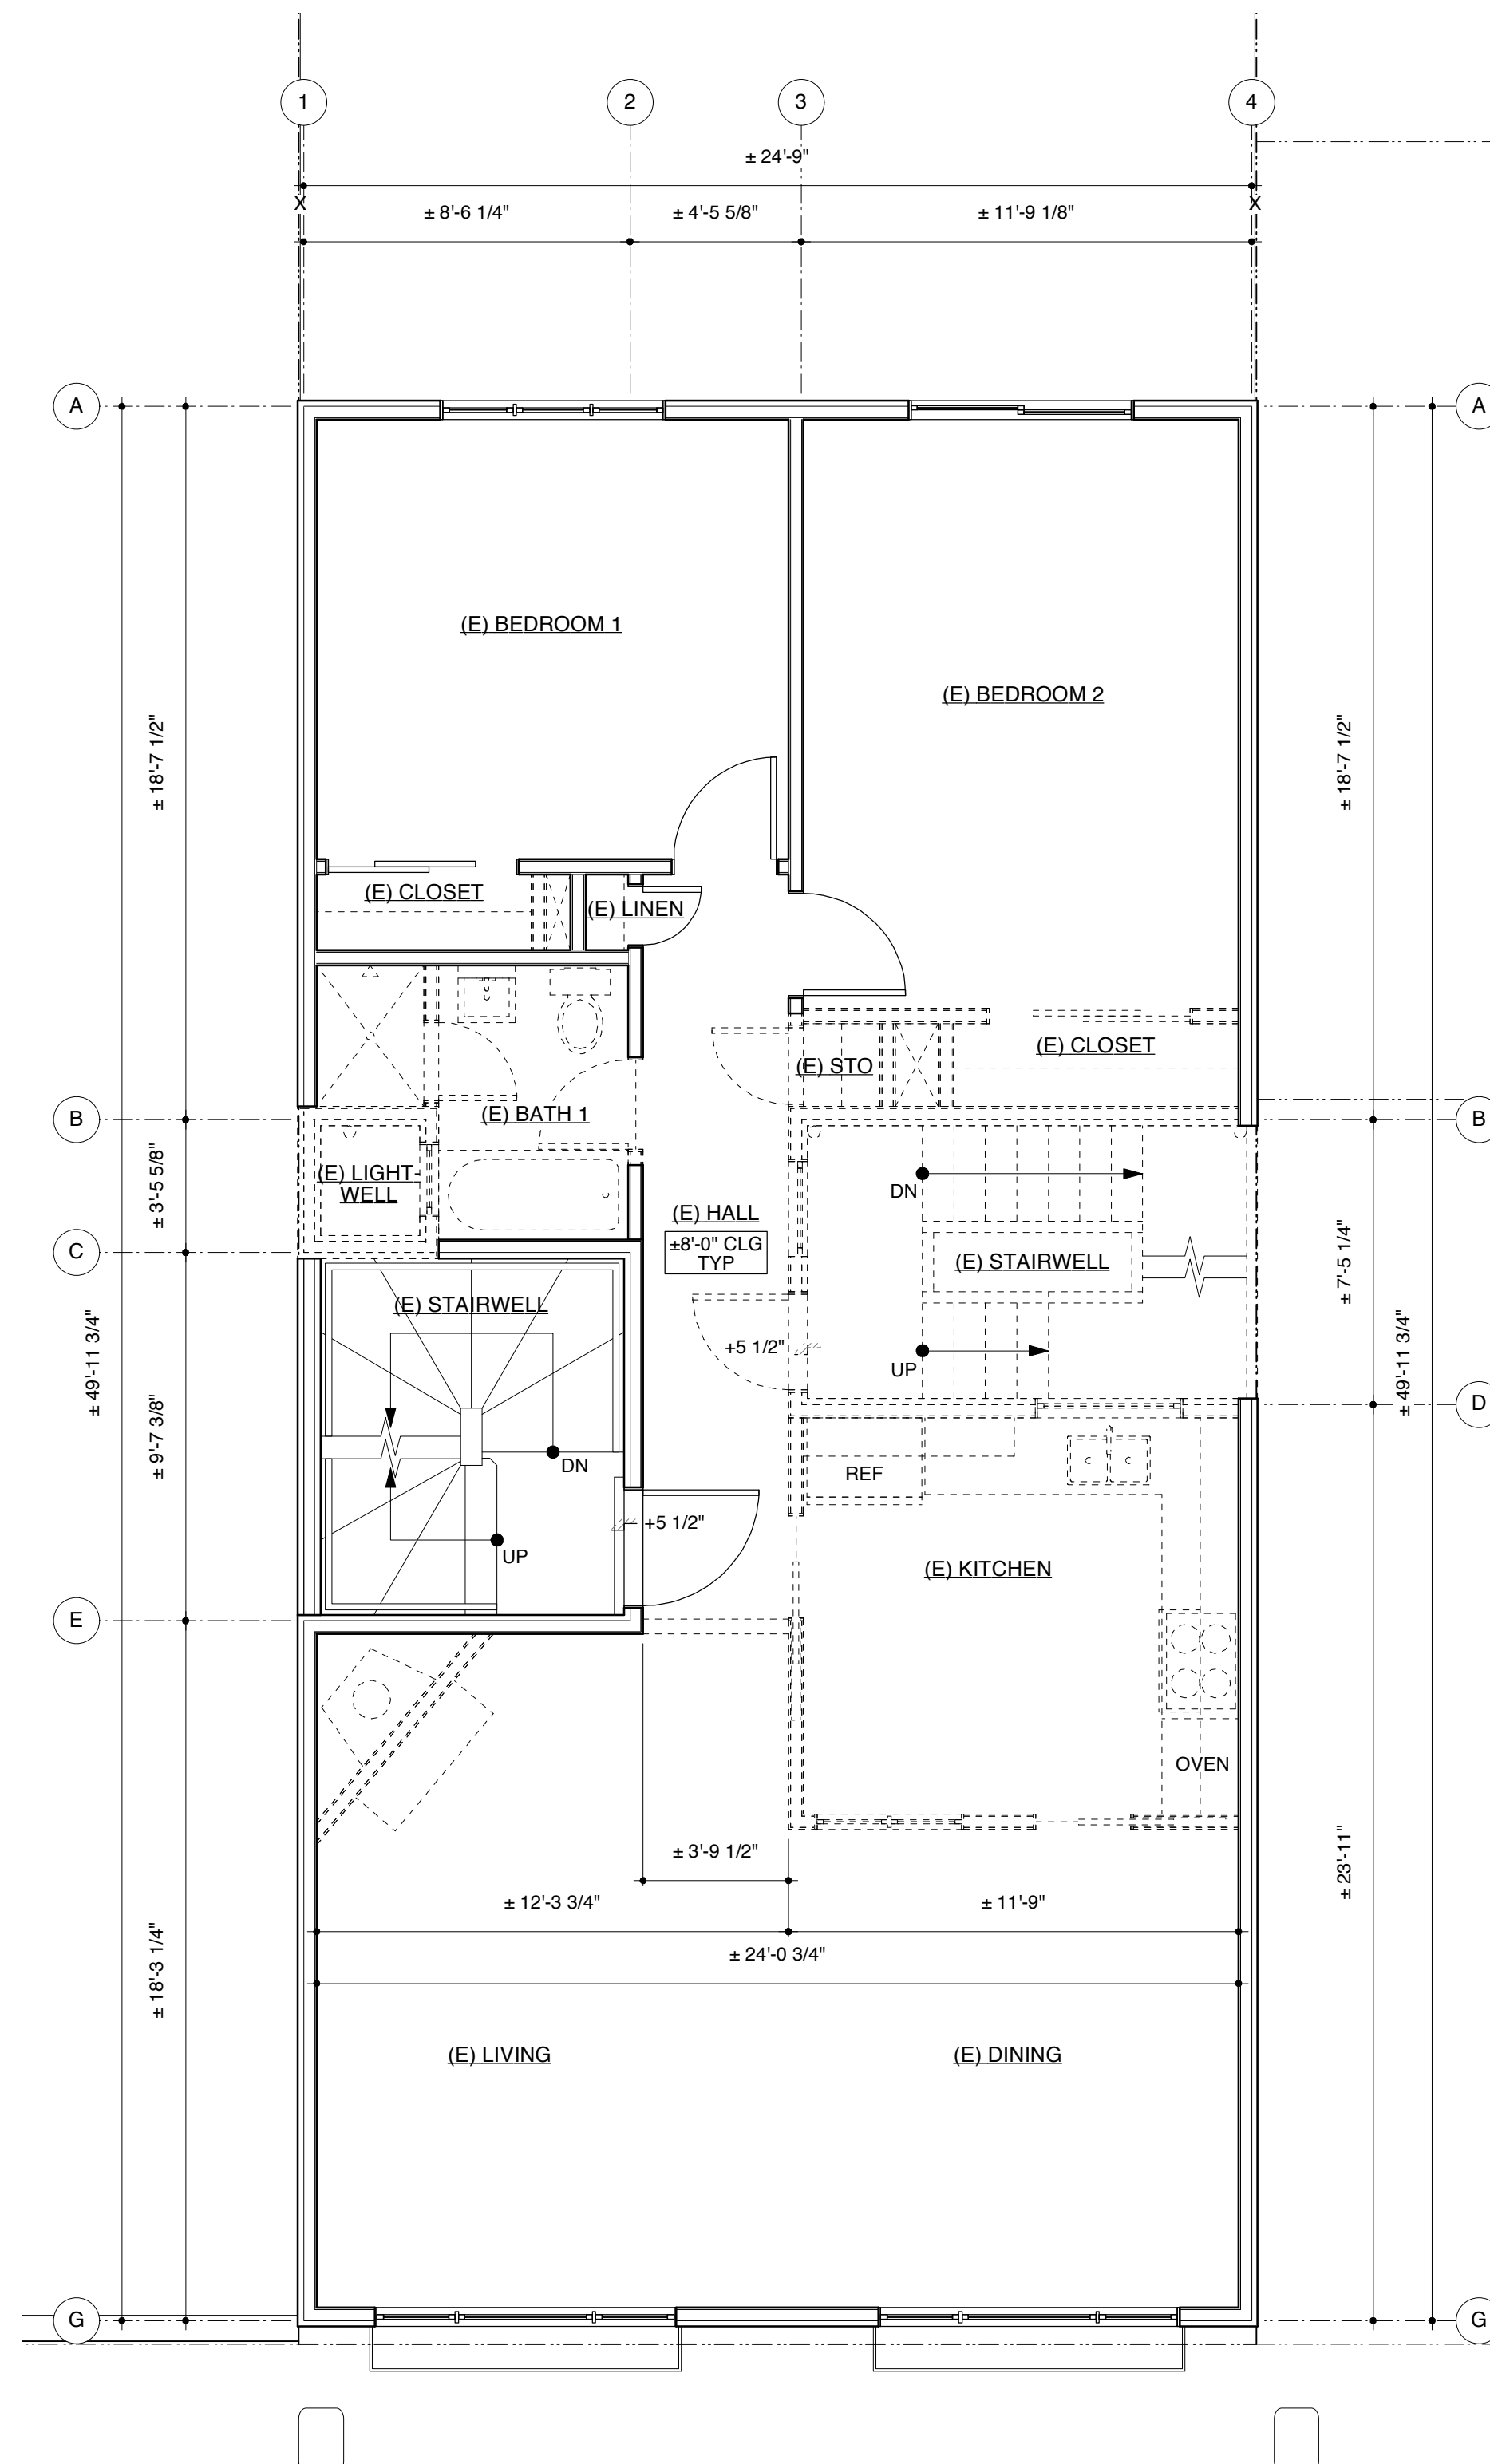 1
2
3
4
± 24'-9"
X
X
± 8'-6 1/4"
± 4'-5 5/8"
± 11'-9 1/8"
A
A
(E) BEDROOM 1
(E) BEDROOM 2
± 18'-7 1/2"
± 18'-7 1/2"
(E) CLOSET
(E) LINEN
(E) CLOSET
(E) STO
(E) BATH 1
B
B
(E) LIGHT-
WELL
± 3'-5 5/8"
DN
(E) HALL
±8'-0" CLG
TYP
C
(E) STAIRWELL
± 7'-5 1/4"
(E) STAIRWELL
+5 1/2"
UP
± 49'-11 3/4"
± 49'-11 3/4"
D
± 9'-7 3/8"
DN
REF
+5 1/2"
UP
(E) KITCHEN
E
OVEN
± 3'-9 1/2"
± 23'-11"
± 12'-3 3/4"
± 11'-9"
± 24'-0 3/4"
± 18'-3 1/4"
(E) LIVING
(E) DINING
G
G